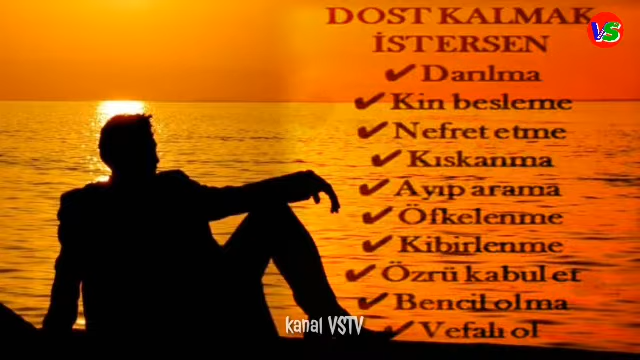 DOST KALMAK
İSTERSEN
✔ Darılma
✔ Kin besleme
✔ Nefret etme
✔ Kıskanma
✔ Ayıp arama
✔ Öfkelenme
✔ Kibirlenme
✔ Özrü kabul et
✔ Bencil olma
✔ Vefalı ol
VS
kanal VSTV